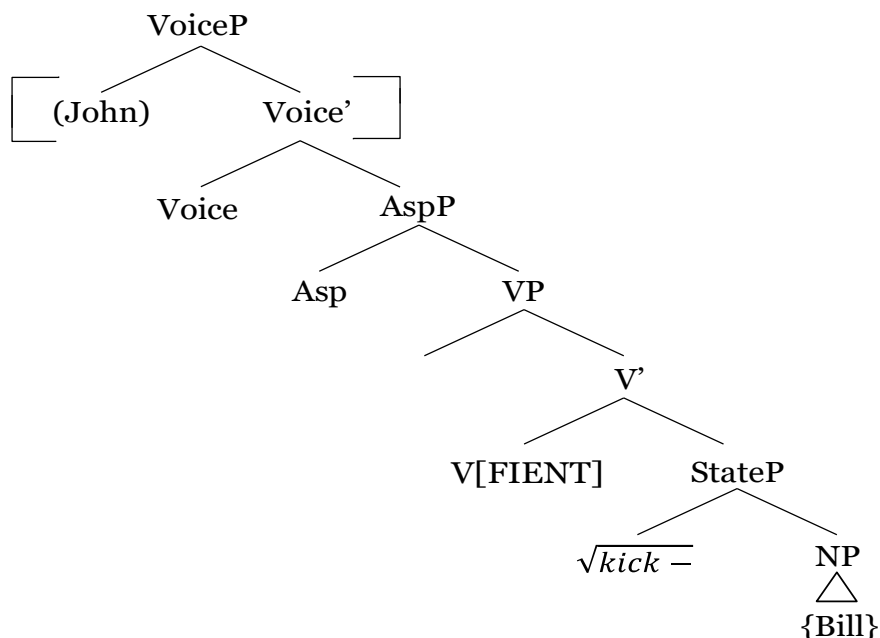 VoiceP
(John) Voice’
Voice AspP
Asp VP
V’
V[FIENT] StateP
√kick − NP
{Bill}